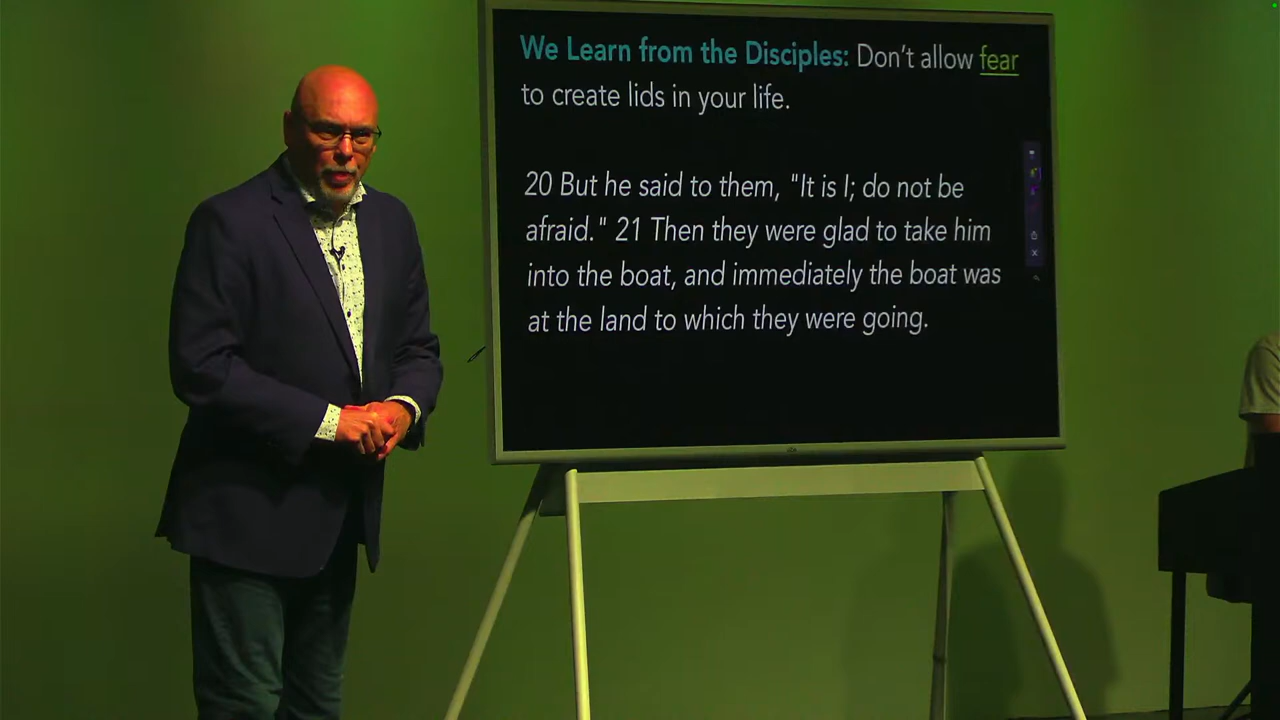 We Learn from the Disciples: Don't allow fear
to create lids in your life.
20 But he said to them, "It is I; do not be
afraid." 21 Then they were glad to take him
into the boat, and immediately the boat was
at the land to which they were going.